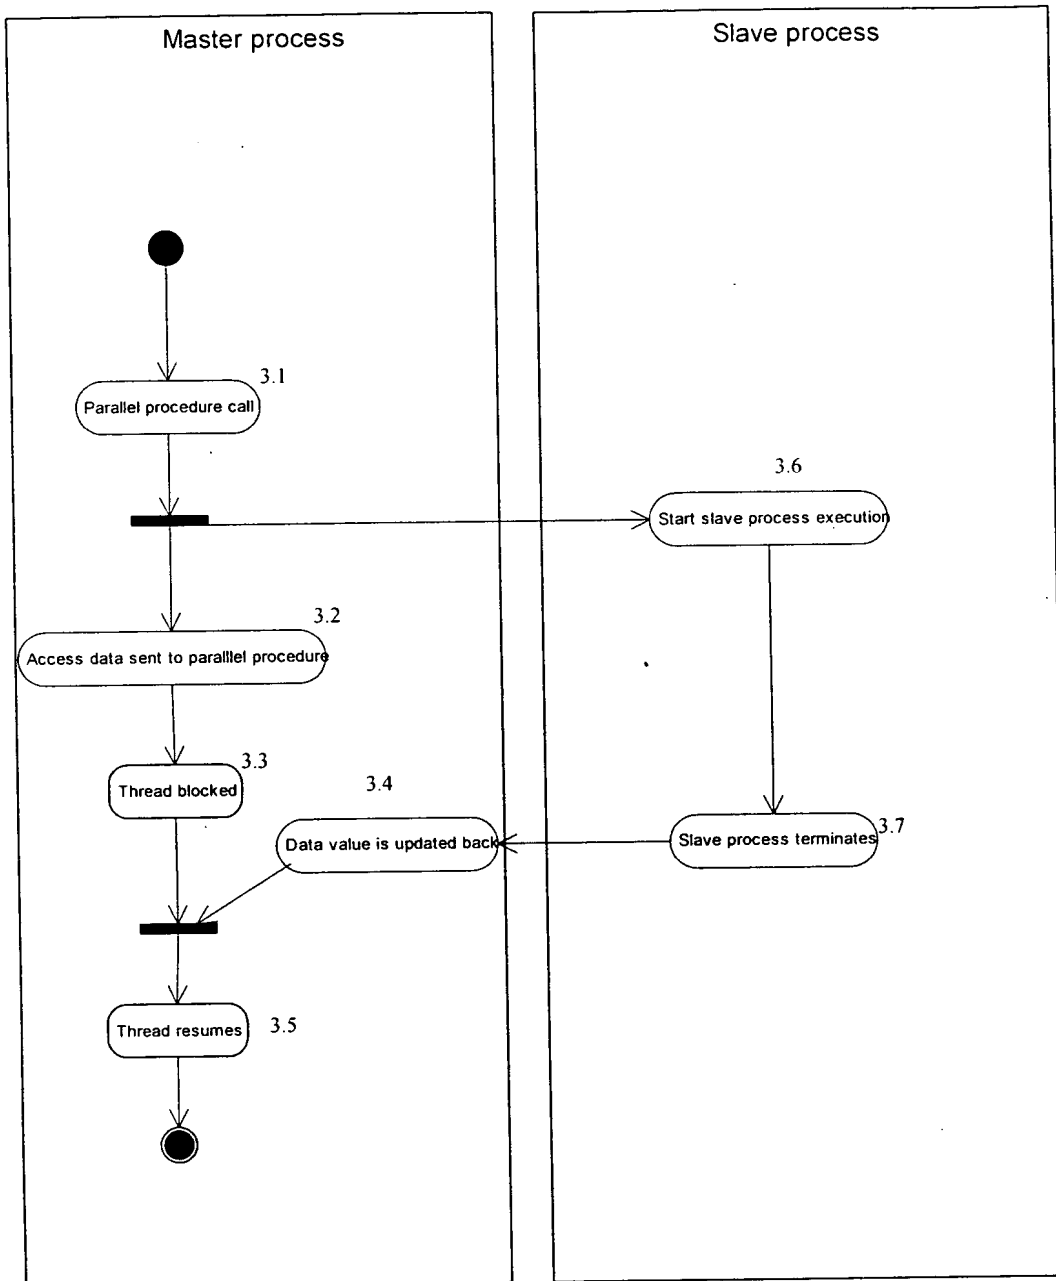 Master process
Slave process
3.1
Parallel procedure call
3.6
Start slave process execution
3.2
Access data sent to paralllel procedure
3.3
Thread blocked
3.4
Data value is updated back
3.7
Slave process terminates
Thread resumes
3.5